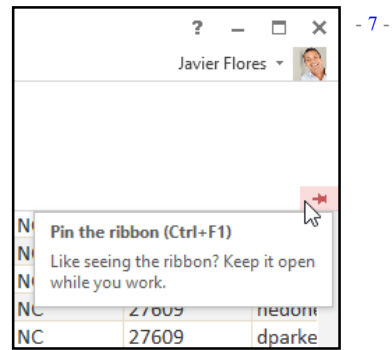 ?
- 7 -
Javier Flores
N
Pin the ribbon (Ctrl+F1)
N
Like seeing the ribbon? Keep it open
N
while you work.
NC 27609
NC 27609 dparke